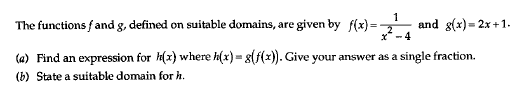 The functions f and g, defined on suitable domains, are given by f(x) = 1/(x² - 4) and g(x) = 2x + 1.
(a) Find an expression for h(x) where h(x) = g(f(x)). Give your answer as a single fraction.
(b) State a suitable domain for h.